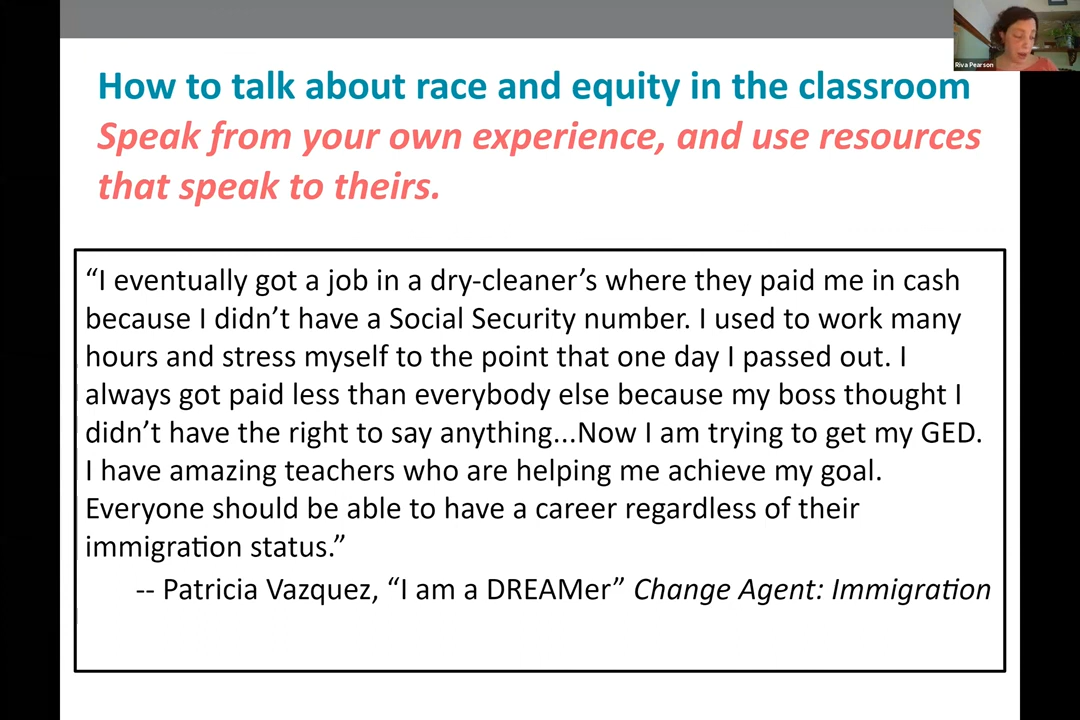 Riva Pearson
How to talk about race and equity in the classroom
Speak from your own experience, and use resources
that speak to theirs.
“I eventually got a job in a dry-cleaner’s where they paid me in cash
because I didn’t have a Social Security number. I used to work many
hours and stress myself to the point that one day I passed out. I
always got paid less than everybody else because my boss thought I
didn’t have the right to say anything...Now I am trying to get my GED.
I have amazing teachers who are helping me achieve my goal.
Everyone should be able to have a career regardless of their
immigration status.”
-- Patricia Vazquez, “I am a DREAMer” Change Agent: Immigration